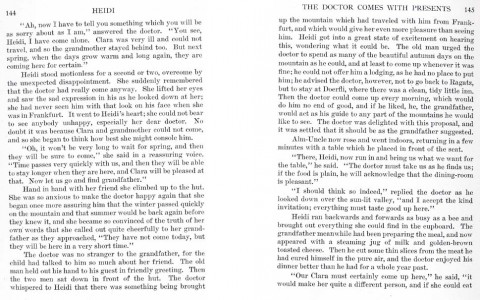 144 HEIDI
"Ah, now I have to tell you something which you will be
as sorry about as I am," answered the doctor. "You see,
Heidi, I have come alone. Clara was very ill and could not
travel, and so the grandmother stayed behind too. But next
spring, when the days grow warm and long again, they are
coming here for certain."
Heidi stood motionless for a second or two, overcome by
the unexpected disappointment. She suddenly remembered
that the doctor had really come anyway. She lifted her eyes
and saw the sad expression in his as he looked down at her;
she had never seen him with that look on his face when she
was in Frankfurt. It went to Heidi's heart; she could not bear
to see anybody unhappy, especially her dear doctor. No
doubt it was because Clara and grandmother could not come,
and so she began to think how best she might console him.
"Oh, it won't be very long to wait for spring, and then
they will be sure to come," she said in a reassuring voice.
"Time passes very quickly with us, and then they will be able
to stay longer when they are here, and Clara will be pleased at
that. Now let us go and find grandfather."
Hand in hand with her friend she climbed up to the hut.
She was so anxious to make the doctor happy again that she
began once more assuring him that the winter passed quickly
on the mountain and that summer would be back again before
they knew it, and she became so convinced of the truth of her
own words that she called out quite cheerfully to her grand-
father as they approached, "They have not come today, but
they will be here in a very short time."
The doctor was no stranger to the grandfather, for the
child had talked to him so much about her friend. The old
man held out his hand to his guest in friendly greeting. Then
the two men sat down in front of the hut. The doctor
whispered to Heidi that there was something being brought
THE DOCTOR COMES WITH PRESENTS 145
up the mountain which had traveled with him from Frank-
furt, and which would give her even more pleasure than seeing
him. Heidi got into a great state of excitement on hearing
this, wondering what it could be. The old man urged the
doctor to spend as many of the beautiful autumn days on the
mountain as he could, and at least to come up whenever it was
fine; he could not offer him a lodging, as he had no place to put
him; he advised the doctor, however, not to go back to Ragatz,
but to stay at Doerfli, where there was a clean, tidy little inn.
Then the doctor could come up every morning, which would
do him no end of good, and if he liked, he, the grandfather,
would act as his guide to any part of the mountains he would
like to see. The doctor was delighted with this proposal, and
it was settled that it should be as the grandfather suggested.
Alm-Uncle now rose and went indoors, returning in a few
minutes with a table which he placed in front of the seat.
"There, Heidi, now run in and bring us what we want for
the table," he said. "The doctor must take us as he finds us;
if the food is plain, he will acknowledge that the dining-room
is pleasant."
"I should think so indeed," replied the doctor as he
looked down over the sun-lit valley, "and I accept the kind
invitation; everything must taste good up here."
Heidi ran backwards and forwards as busy as a bee and
brought out everything she could find in the cupboard. The
grandfather meanwhile had been preparing the meal, and now
appeared with a steaming jug of milk and golden-brown
toasted cheese. Then he cut some thin slices from the meat he
had cured himself in the pure air, and the doctor enjoyed his
dinner better than he had for a whole year past.
"Our Clara must certainly come up here," he said, "it
would make her quite a different person, and if she could eat